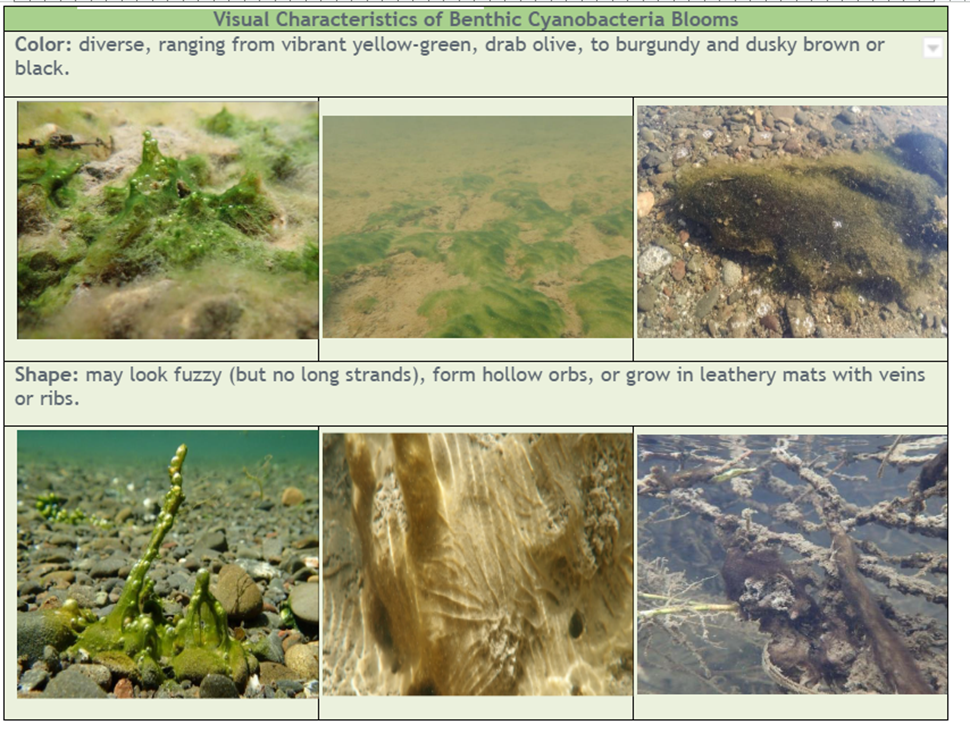 Visual Characteristics of Benthic Cyanobacteria Blooms
Color: diverse, ranging from vibrant yellow-green, drab olive, to burgundy and dusky brown or
black.
Shape: may look fuzzy (but no long strands), form hollow orbs, or grow in leathery mats with veins
or ribs.